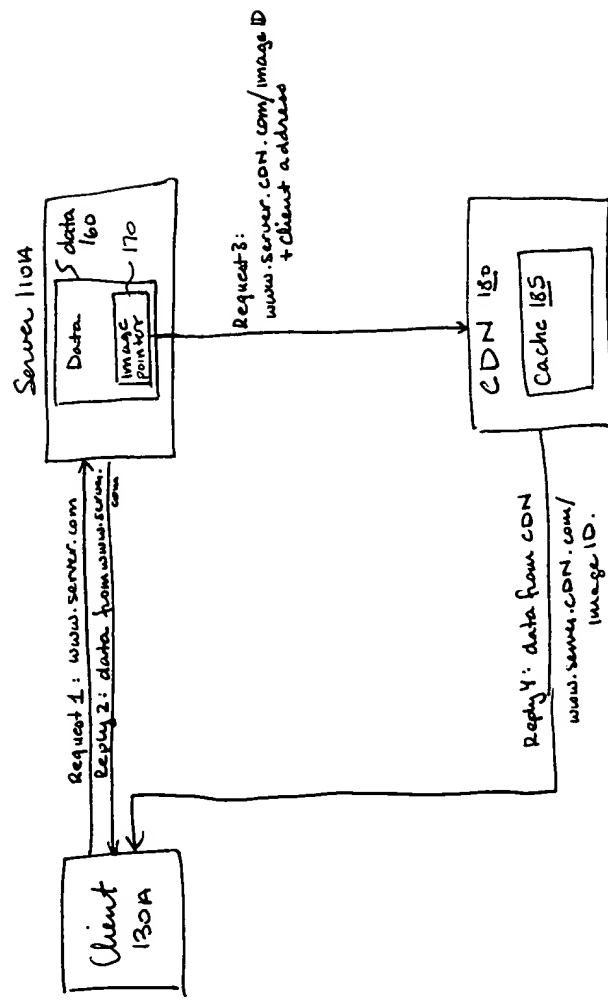 Server 110A
data
160
Data
Image
pointer
170
Request 1: www.server.com
Reply 2: data from www.server.
com
Client
130A
Request 3:
www.server.CDN.com/image ID
+ Client address
CDN 180
Cache 185
Reply 4: data from CDN
www.server.CDN.com/
image ID.